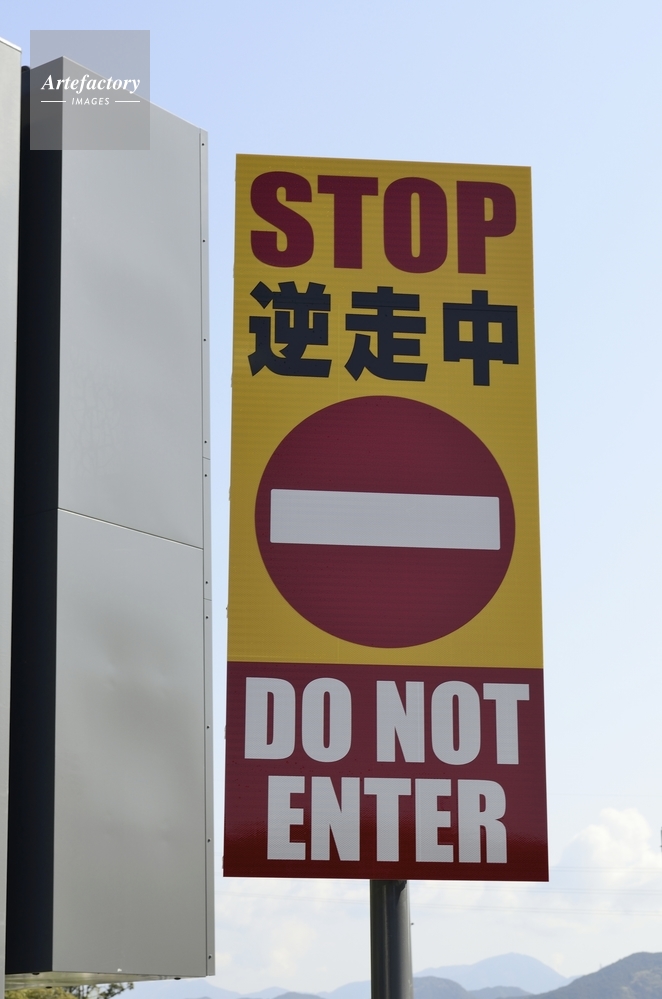 Artefactory
IMAGES
STOP
逆走中
DO NOT
ENTER